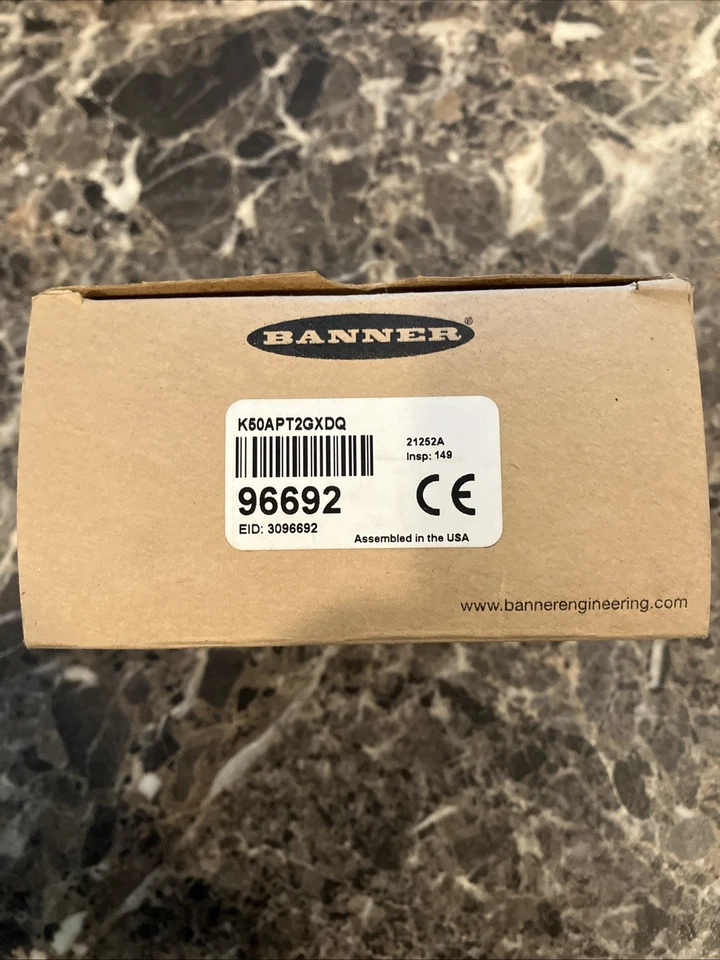 BANNER®
K50APT2GXDQ
21252A
Insp: 149
96692
CE
EID: 3096692
Assembled in the USA
www.bannerengineering.com